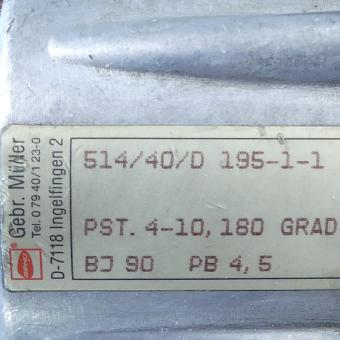 Gebr. Müller
Tel. 0 79 40/1 23-0
D-7118 Ingelfingen 2
514/40/D 195-1-1
PST. 4-10, 180 GRAD
BJ 90 PB 4,5